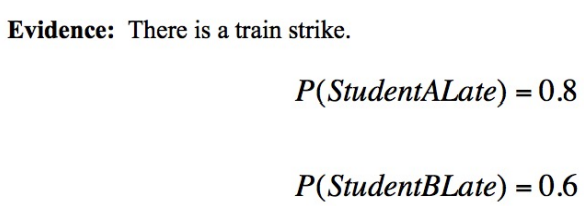 Evidence: There is a train strike.
P(StudentALate) = 0.8
P(StudentBLate) = 0.6